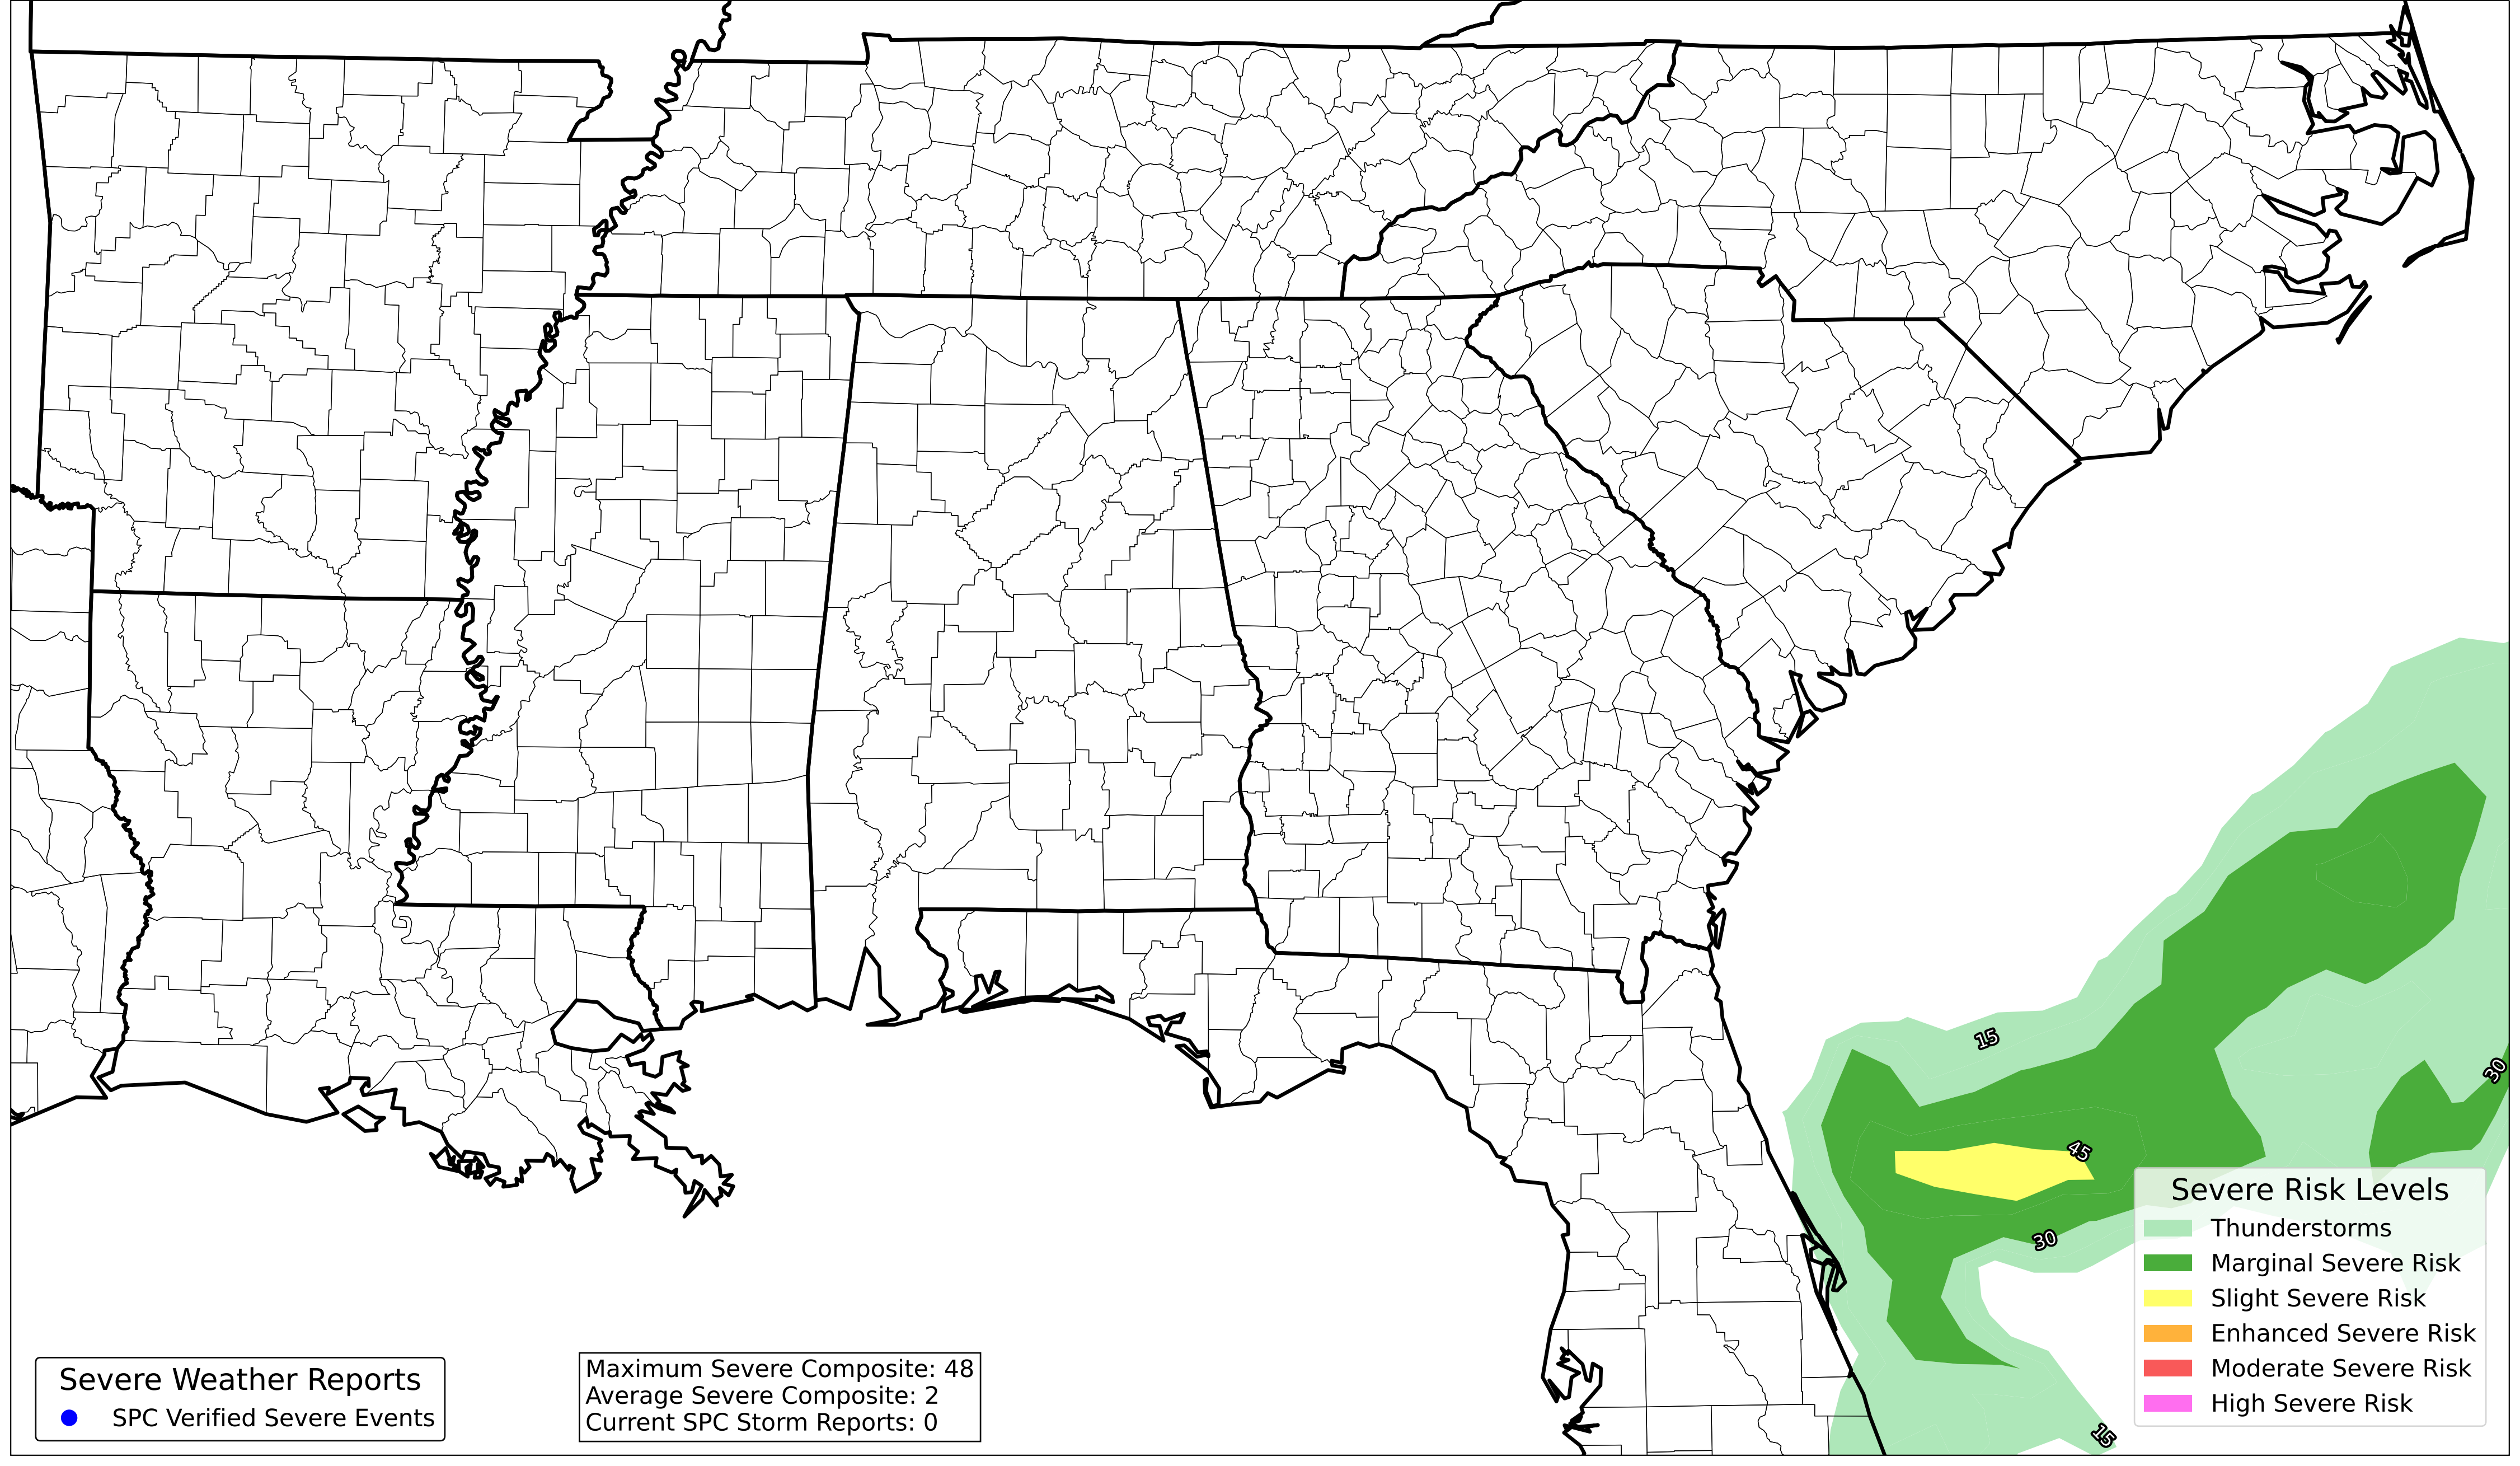 15
30
45
30
Severe Risk Levels
Thunderstorms
Marginal Severe Risk
Slight Severe Risk
Enhanced Severe Risk
Moderate Severe Risk
High Severe Risk
Severe Weather Reports
SPC Verified Severe Events
Maximum Severe Composite: 48
Average Severe Composite: 2
Current SPC Storm Reports: 0
15